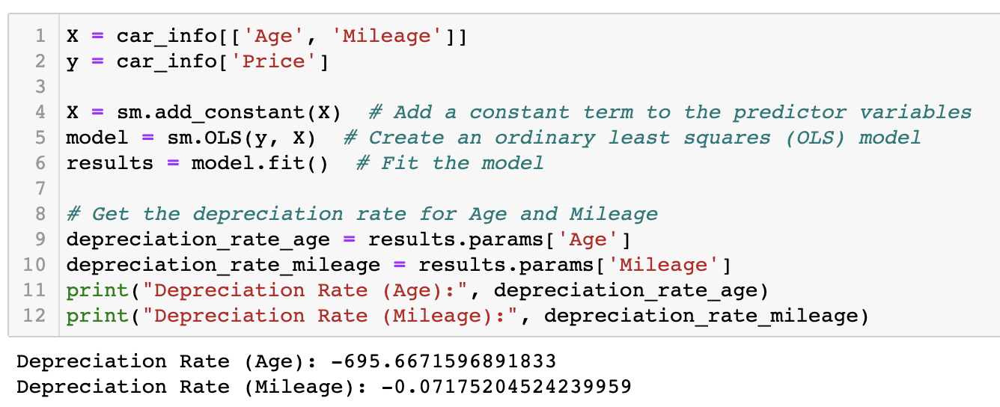 1 X = car_info[['Age', 'Mileage']]
2 y = car_info['Price']
3
4 X = sm.add_constant(X)  # Add a constant term to the predictor variables
5 model = sm.OLS(y, X)  # Create an ordinary least squares (OLS) model
6 results = model.fit()  # Fit the model
7
8 # Get the depreciation rate for Age and Mileage
9 depreciation_rate_age = results.params['Age']
10 depreciation_rate_mileage = results.params['Mileage']
11 print("Depreciation Rate (Age):", depreciation_rate_age)
12 print("Depreciation Rate (Mileage):", depreciation_rate_mileage)
Depreciation Rate (Age): -695.6671596891833
Depreciation Rate (Mileage): -0.07175204524239959